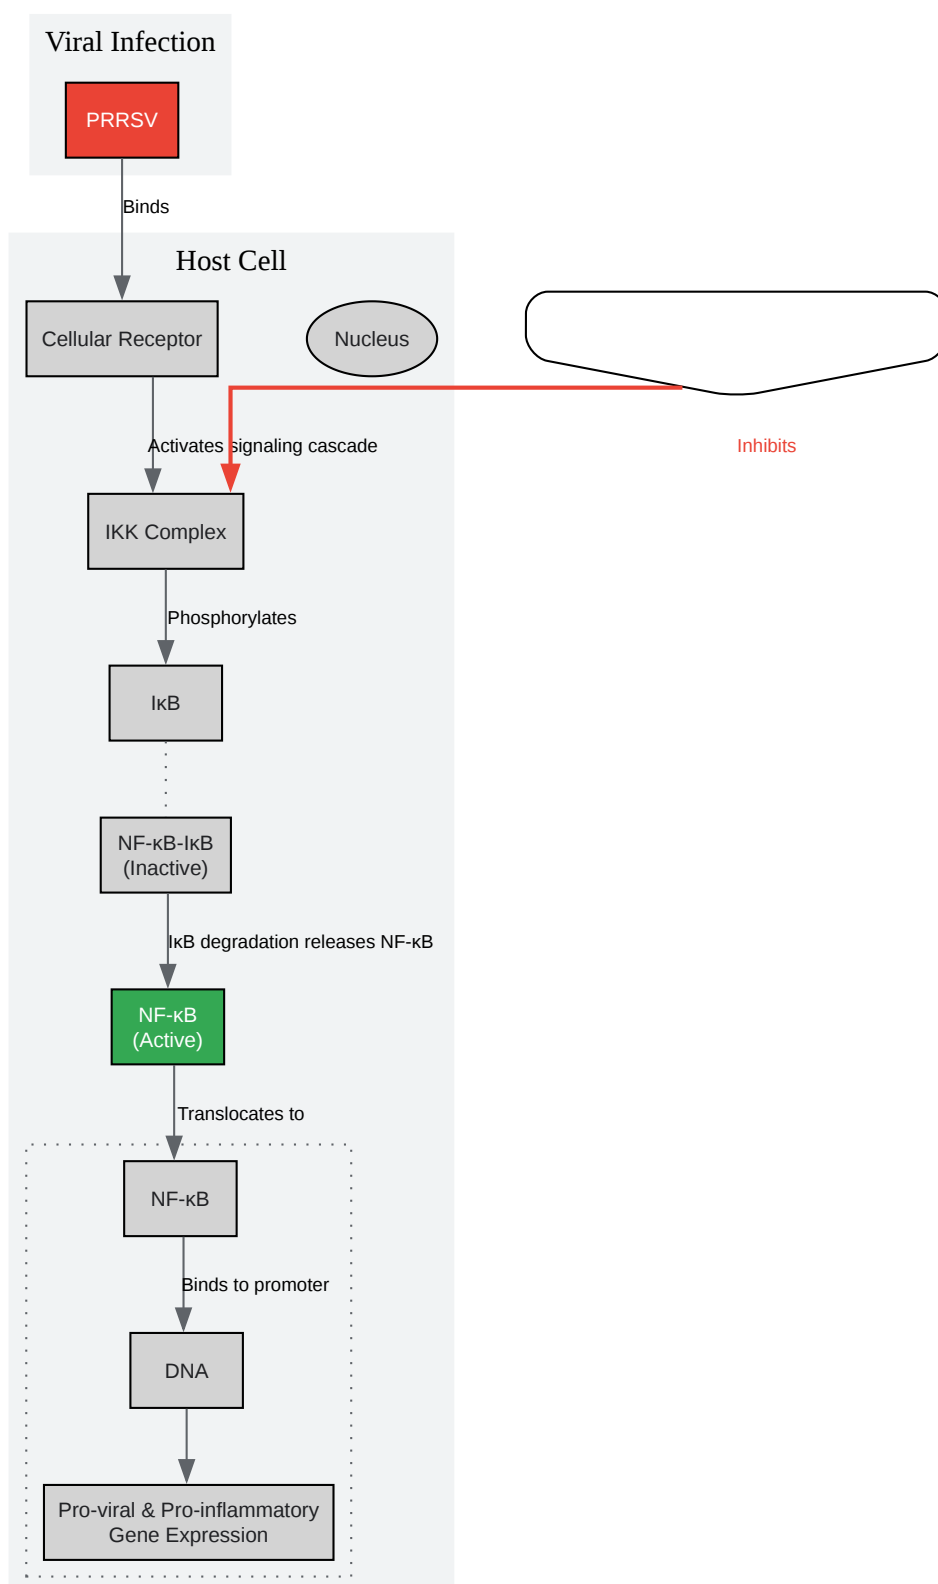 Viral Infection
PRRSV
Binds
Host Cell
Cellular Receptor
Nucleus
Activates signaling cascade
Inhibits
IKK Complex
Phosphorylates
IκB
NF-κB-IκB
(Inactive)
IκB degradation releases NF-κB
NF-κB
(Active)
Translocates to
NF-κB
Binds to promoter
DNA
Pro-viral & Pro-inflammatory
Gene Expression